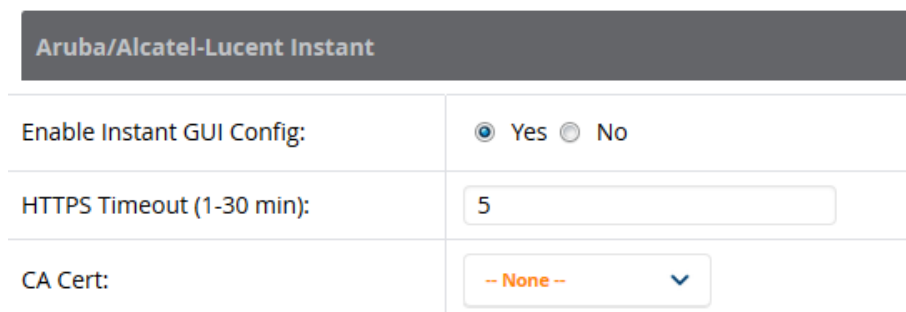 Aruba/Alcatel-Lucent Instant
Enable Instant GUI Config: Yes No
HTTPS Timeout (1-30 min): 5
CA Cert: -- None --